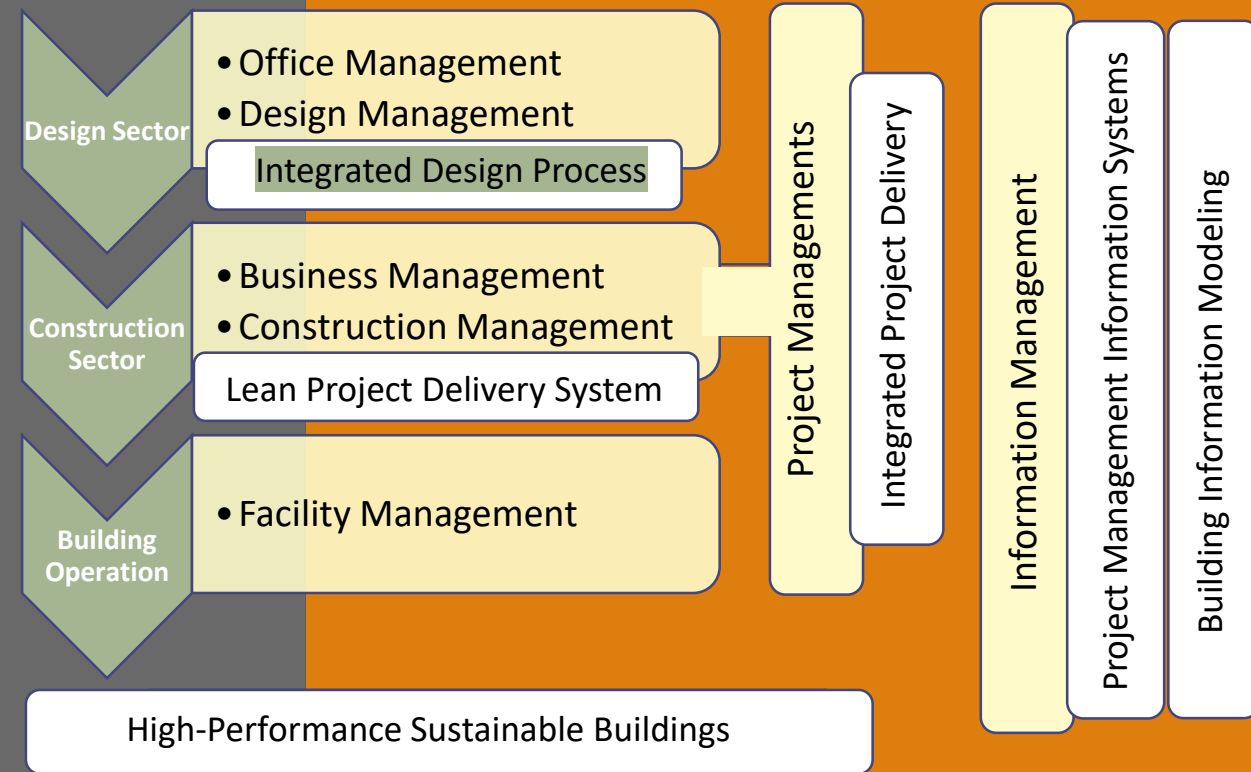 Design Sector
• Office Management
• Design Management
Integrated Design Process
Construction
Sector
• Business Management
• Construction Management
Lean Project Delivery System
Building
Operation
• Facility Management
High-Performance Sustainable Buildings
Project Managements
Integrated Project Delivery
Information Management
Project Management Information Systems
Building Information Modeling